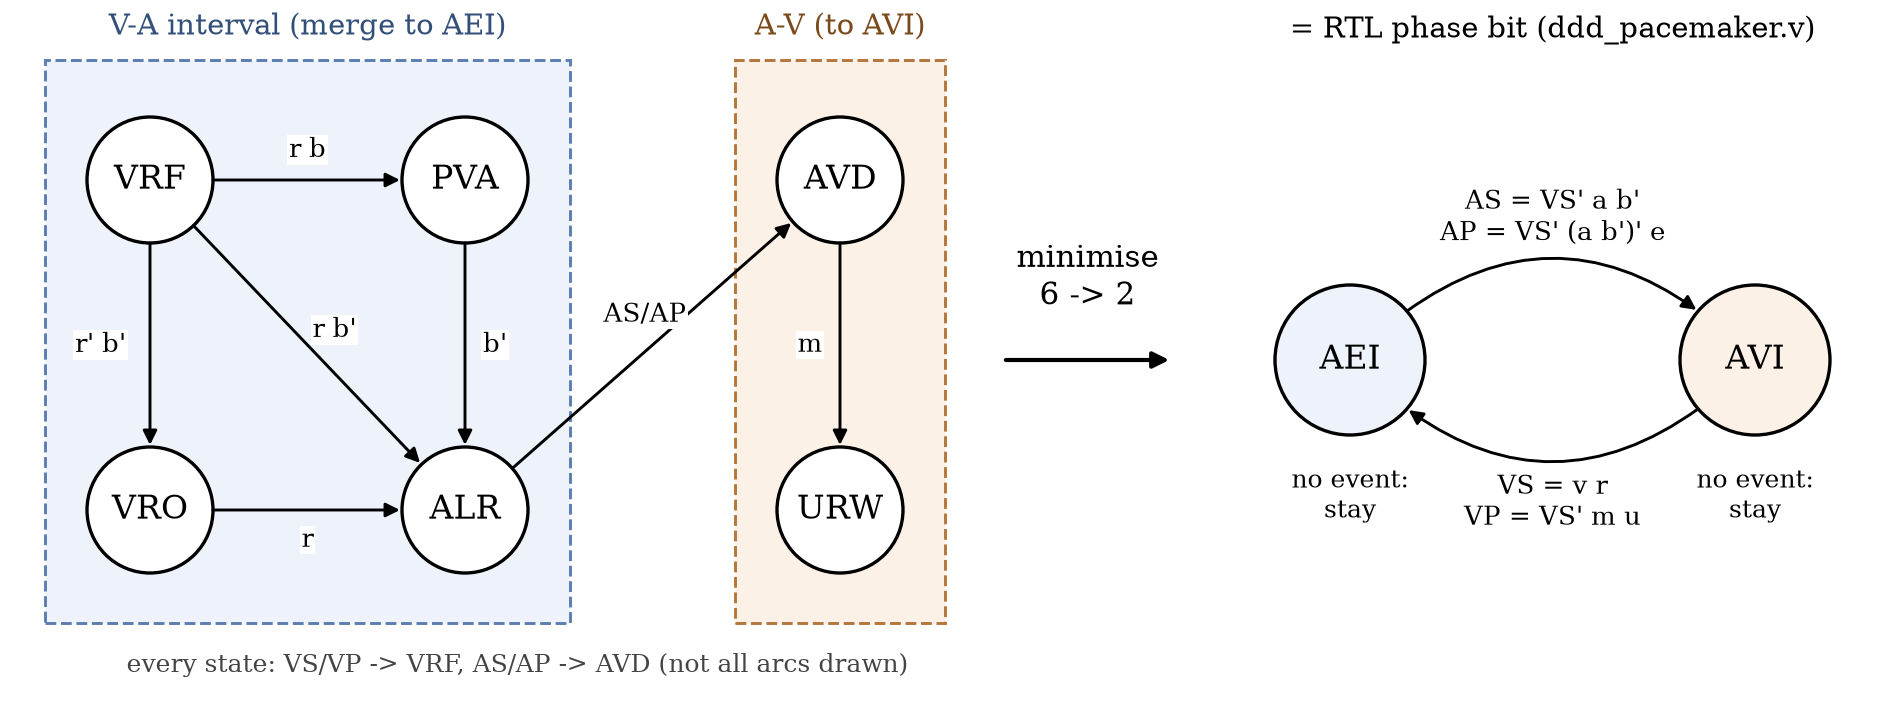 V-A interval (merge to AEI)
A-V (to AVI)
= RTL phase bit (ddd_pacemaker.v)
VRF
r b
PVA
AVD
AS = VS' a b'
AP = VS' (a b')' e
minimise
6 -> 2
AS/AP
r b'
r' b'
b'
m
AEI
AVI
VRO
r
ALR
URW
no event:
stay
VS = v r
VP = VS' m u
no event:
stay
every state: VS/VP -> VRF, AS/AP -> AVD (not all arcs drawn)